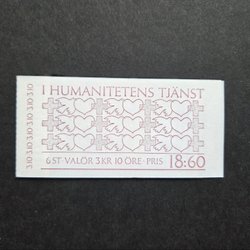 I HUMANITETENS TJÄNST
6 ST VALÖR 3 KR 10 ÖRE · PRIS 18:60
3.10 3.10 3.10 3.10 3.10 3.10